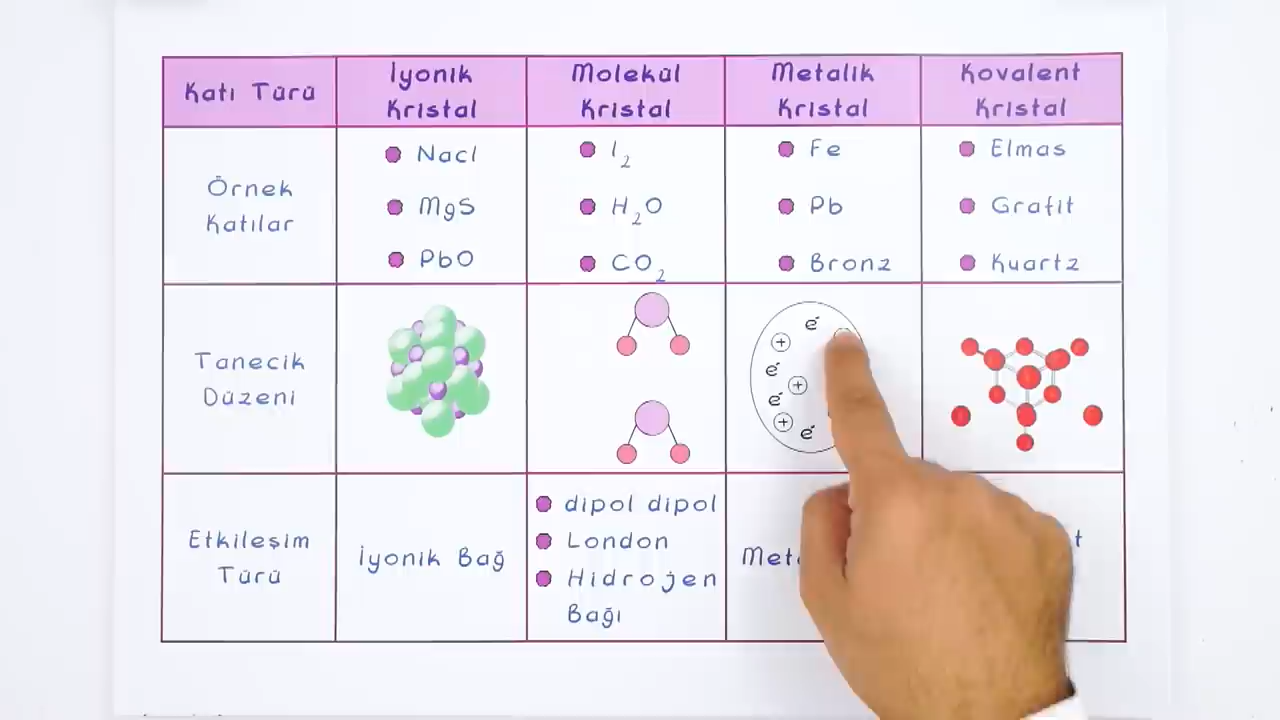 Katı Türü
İyonik
Kristal
Molekül
Kristal
Metalik
Kristal
Kovalent
Kristal
Örnek
Katılar
Nacl
MgS
PbO
I₂
H₂O
CO₂
Fe
Pb
Bronz
Elmas
Grafit
Kuartz
Tanecik
Düzeni
e⁻
+
e⁻
+
e⁻
+
e⁻
Etkileşim
Türü
İyonik Bağ
dipol dipol
London
Hidrojen
Bağı